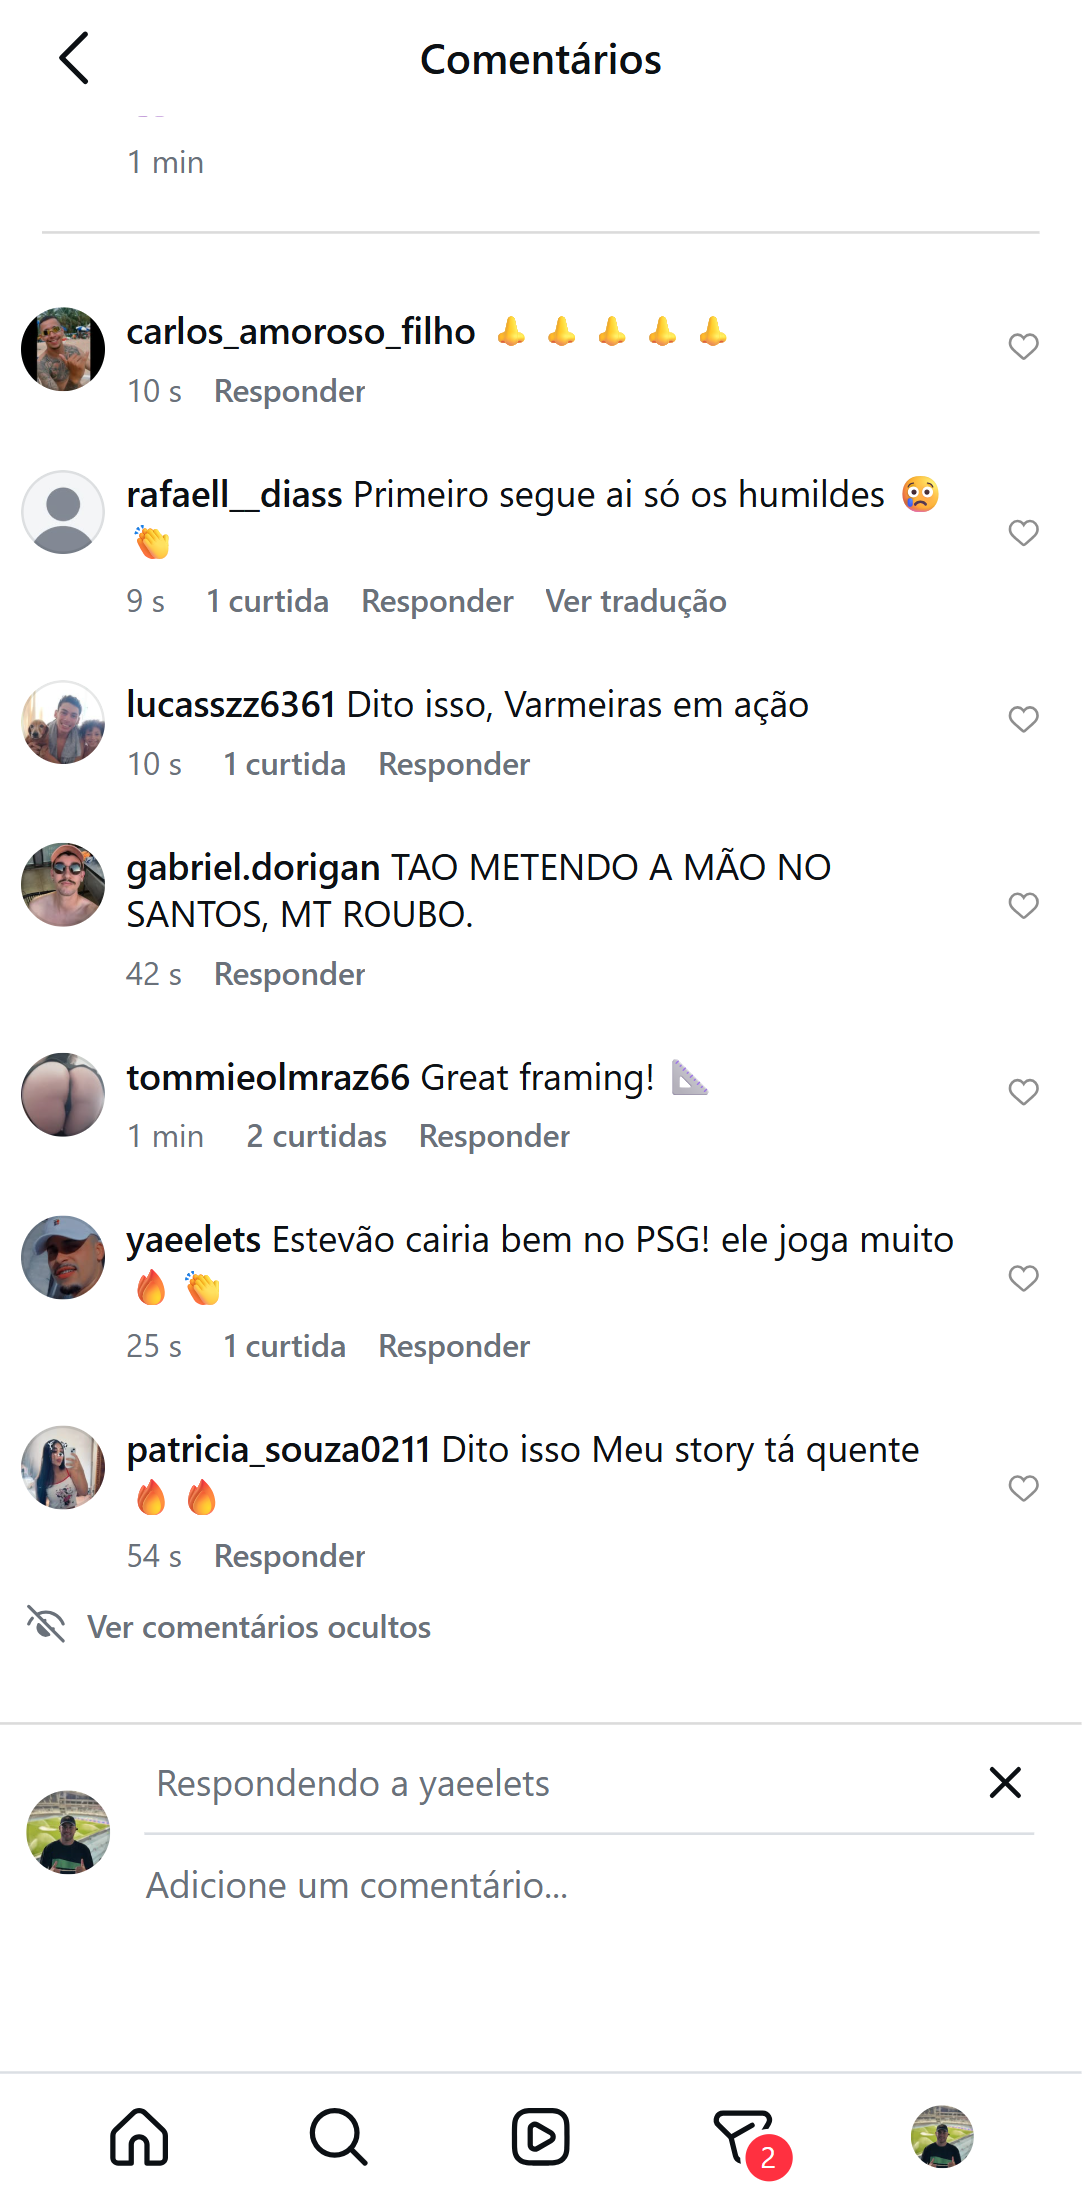 Comentários
1 min
carlos_amoroso_filho 👃 👃 👃 👃 👃
10 s Responder
rafaell__diass Primeiro segue ai só os humildes 😢
👏
9 s 1 curtida Responder Ver tradução
lucasszz6361 Dito isso, Varmeiras em ação
10 s 1 curtida Responder
gabriel.dorigan TAO METENDO A MÃO NO
SANTOS, MT ROUBO.
42 s Responder
tommieolmraz66 Great framing! 📐
1 min 2 curtidas Responder
yaeelets Estevão cairia bem no PSG! ele joga muito
🔥 👏
25 s 1 curtida Responder
patricia_souza0211 Dito isso Meu story tá quente
🔥 🔥
54 s Responder
Ver comentários ocultos
Respondendo a yaeelets
Adicione um comentário...
2